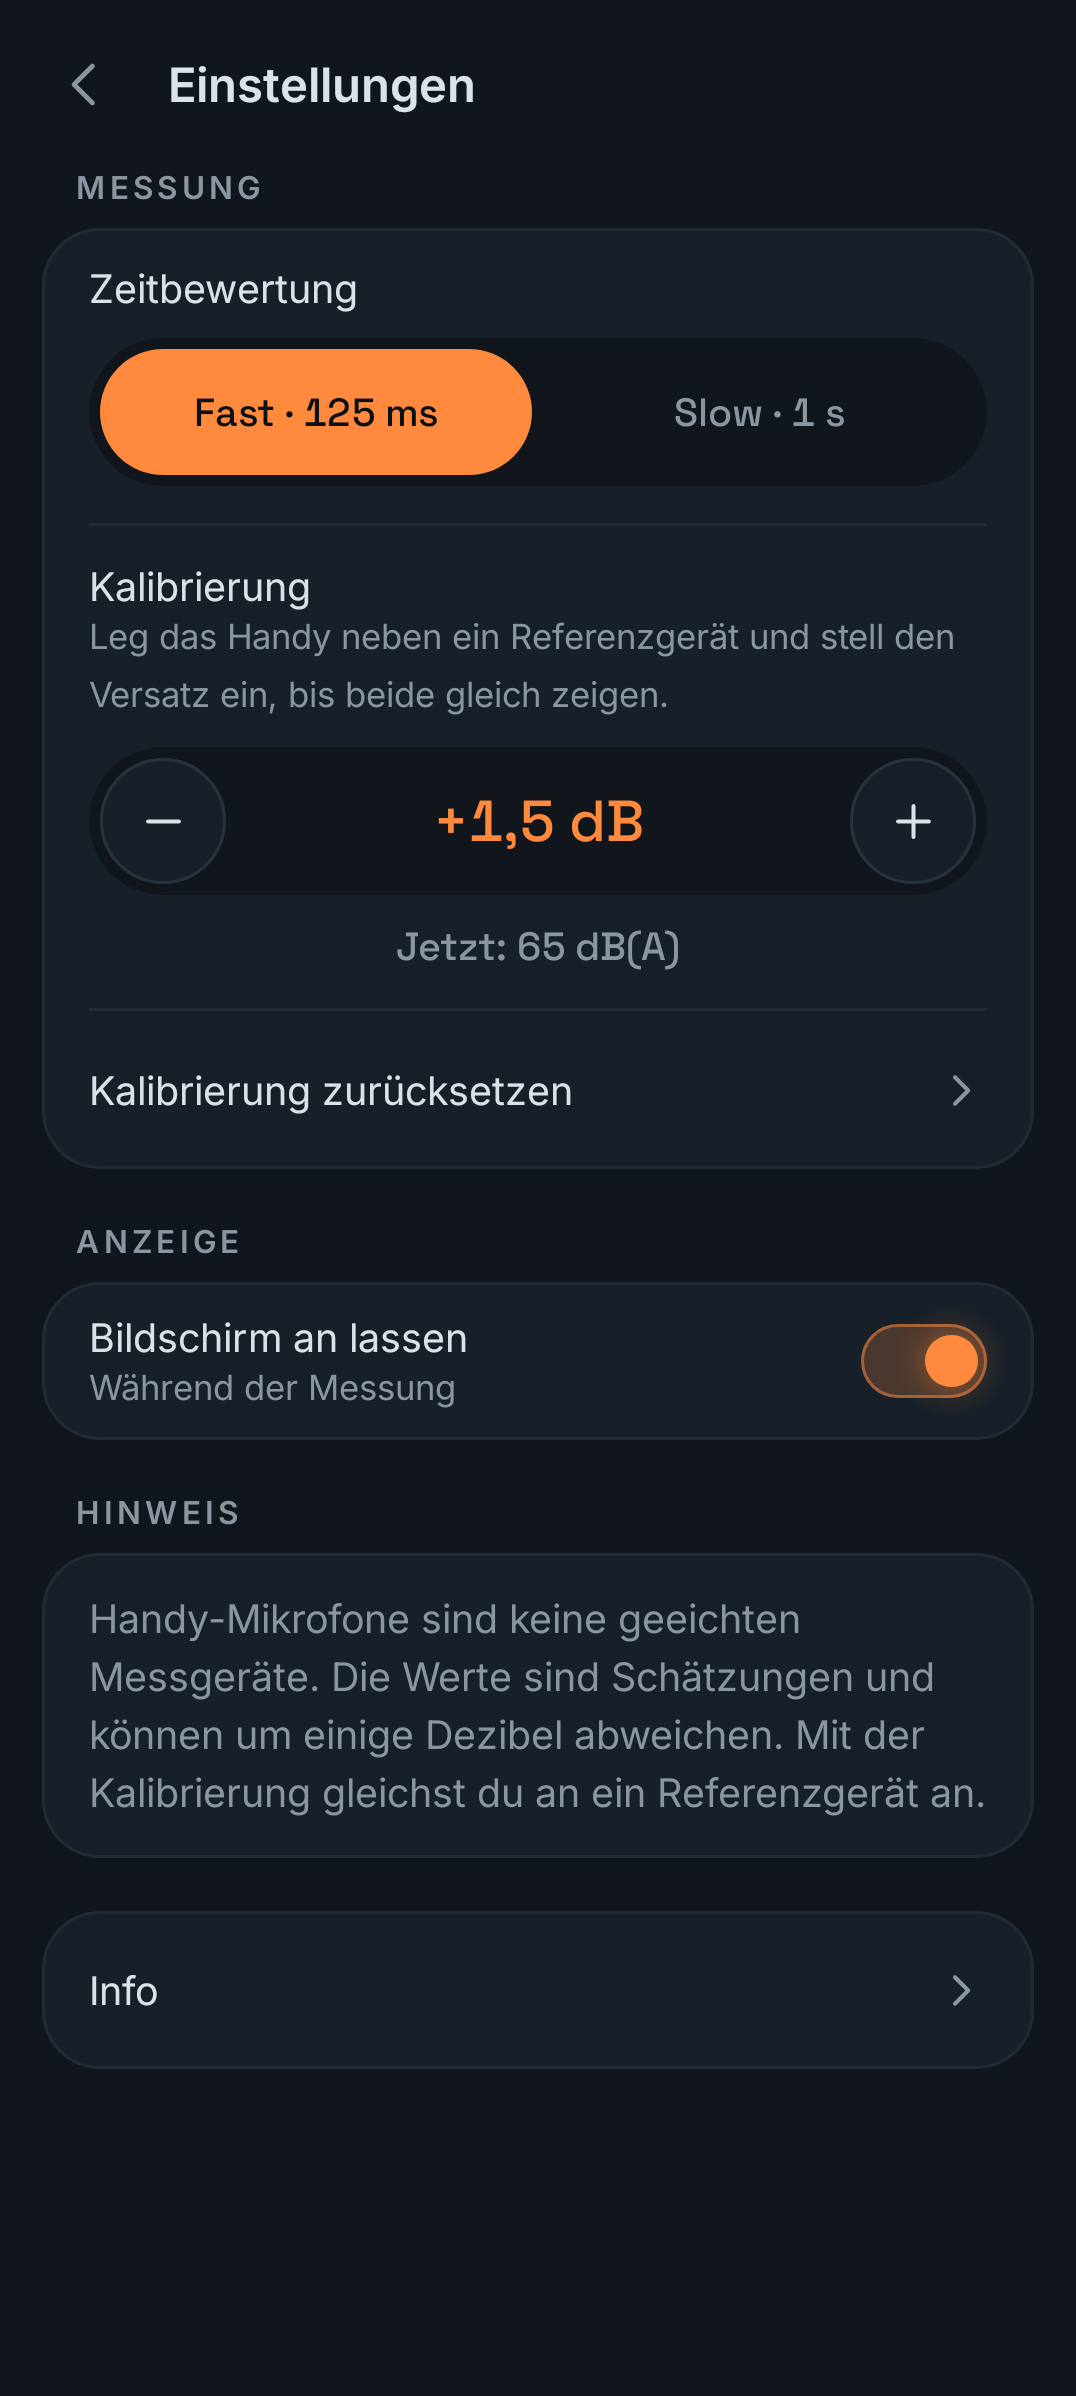 Einstellungen
MESSUNG
Zeitbewertung
Fast · 125 ms
Slow · 1 s
Kalibrierung
Leg das Handy neben ein Referenzgerät und stell den
Versatz ein, bis beide gleich zeigen.
+1,5 dB
Jetzt: 65 dB(A)
Kalibrierung zurücksetzen
ANZEIGE
Bildschirm an lassen
Während der Messung
HINWEIS
Handy-Mikrofone sind keine geeichten
Messgeräte. Die Werte sind Schätzungen und
können um einige Dezibel abweichen. Mit der
Kalibrierung gleichst du an ein Referenzgerät an.
Info